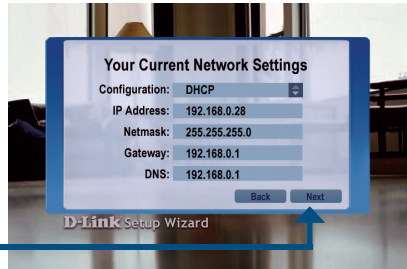 Your Current Network Settings
Configuration: DHCP
IP Address: 192.168.0.28
Netmask: 255.255.255.0
Gateway: 192.168.0.1
DNS: 192.168.0.1
Back Next
D-Link Setup Wizard